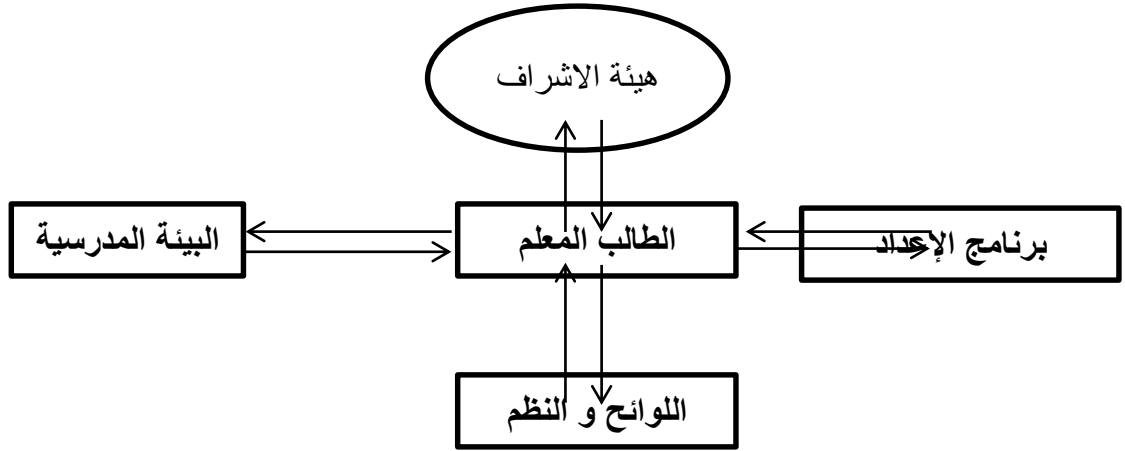 هيئة الاشراف
برنامج الإعداد
الطالب المعلم
البيئة المدرسية
اللوائح و النظم